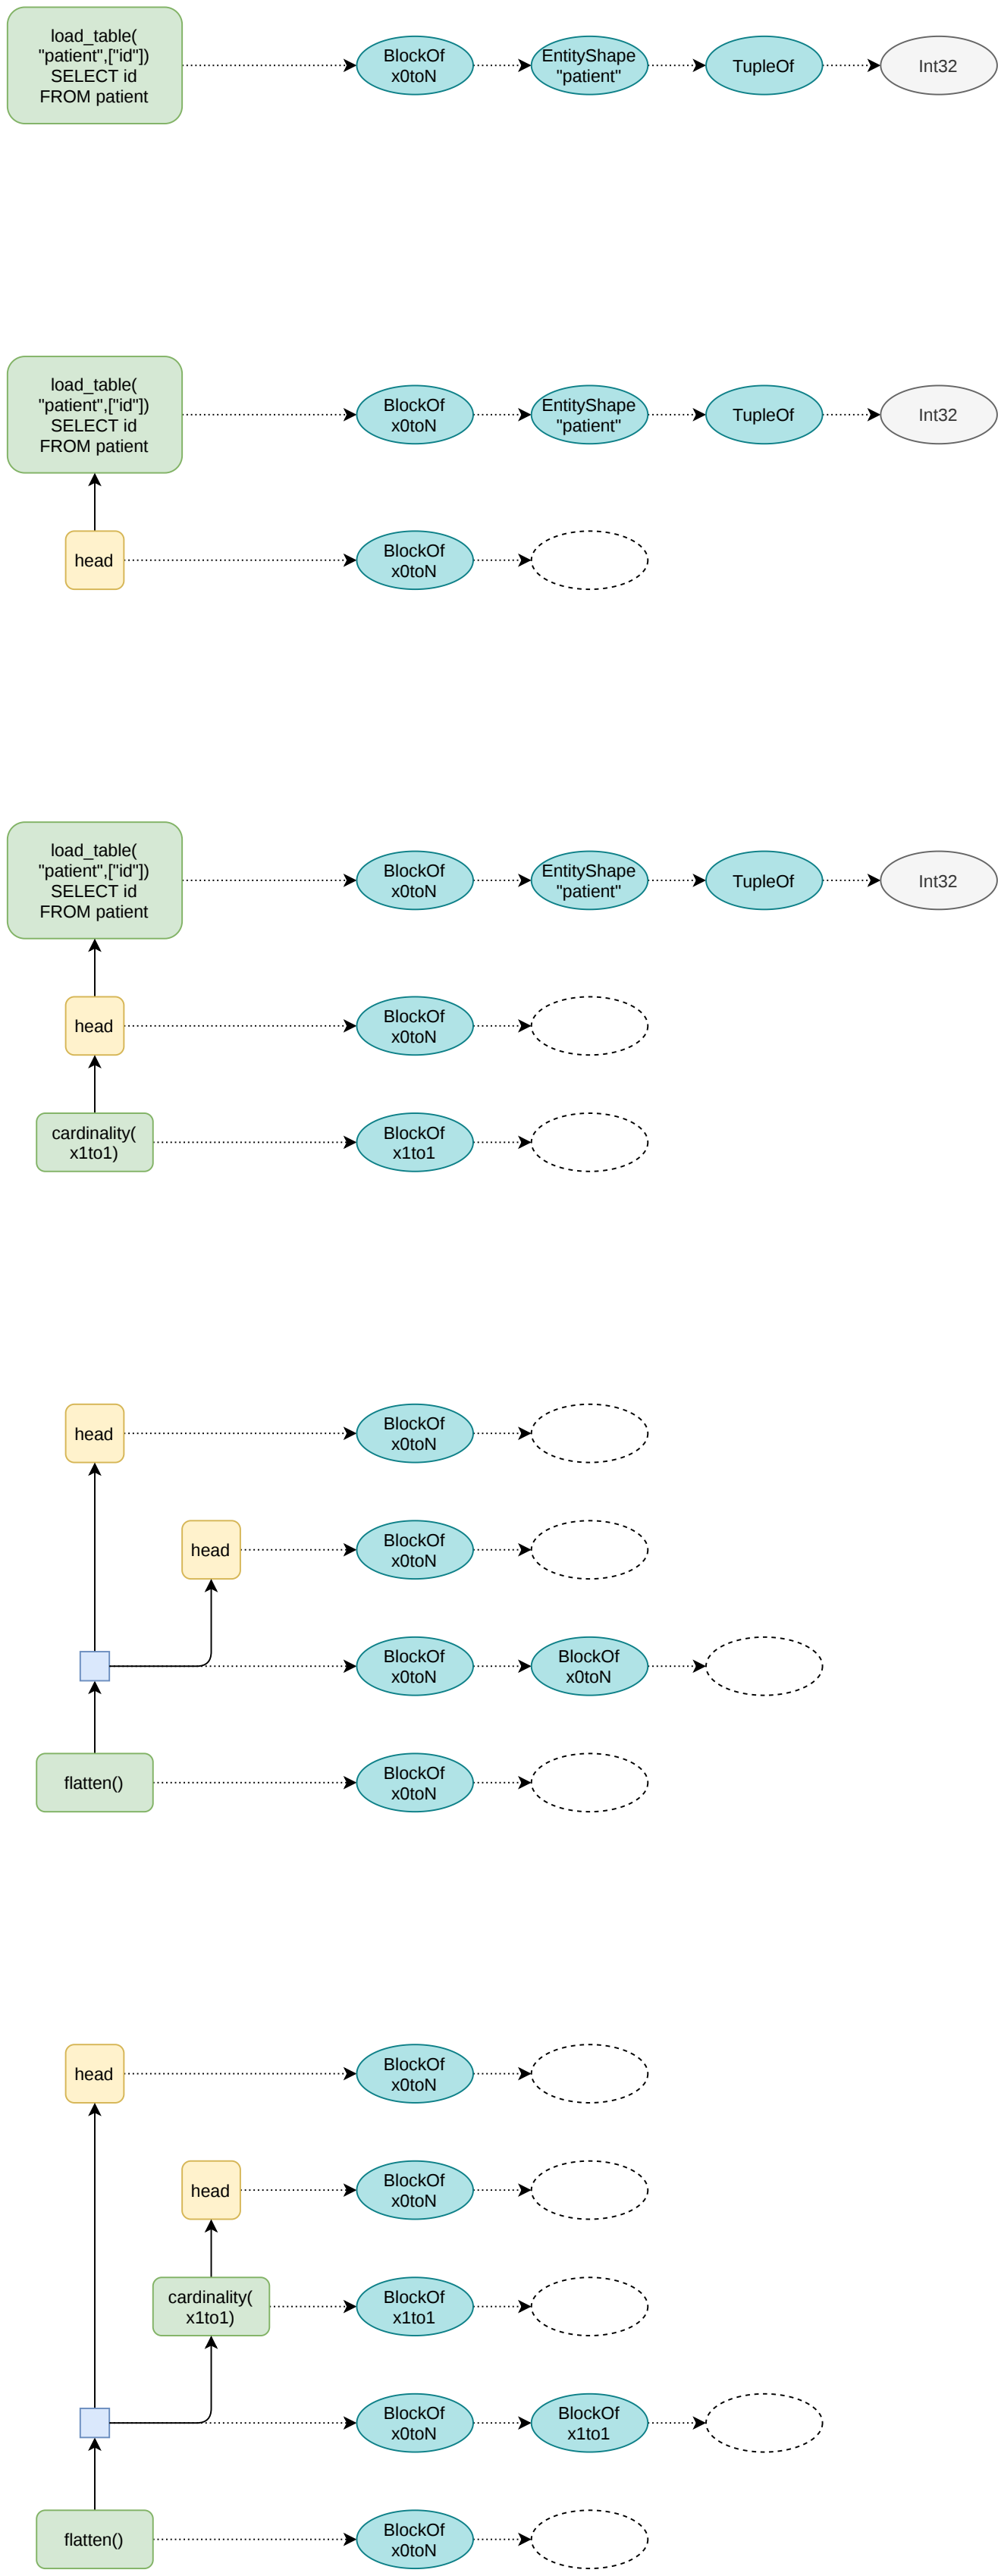 load_table(
"patient",["id"])
SELECT id
FROM patient
BlockOf
x0toN
EntityShape
"patient"
TupleOf
Int32
load_table(
"patient",["id"])
SELECT id
FROM patient
BlockOf
x0toN
EntityShape
"patient"
TupleOf
Int32
head
BlockOf
x0toN
load_table(
"patient",["id"])
SELECT id
FROM patient
BlockOf
x0toN
EntityShape
"patient"
TupleOf
Int32
head
BlockOf
x0toN
cardinality(
x1to1)
BlockOf
x1to1
head
BlockOf
x0toN
head
BlockOf
x0toN
BlockOf
x0toN
BlockOf
x0toN
flatten()
BlockOf
x0toN
head
BlockOf
x0toN
head
BlockOf
x0toN
cardinality(
x1to1)
BlockOf
x1to1
BlockOf
x0toN
BlockOf
x1to1
flatten()
BlockOf
x0toN